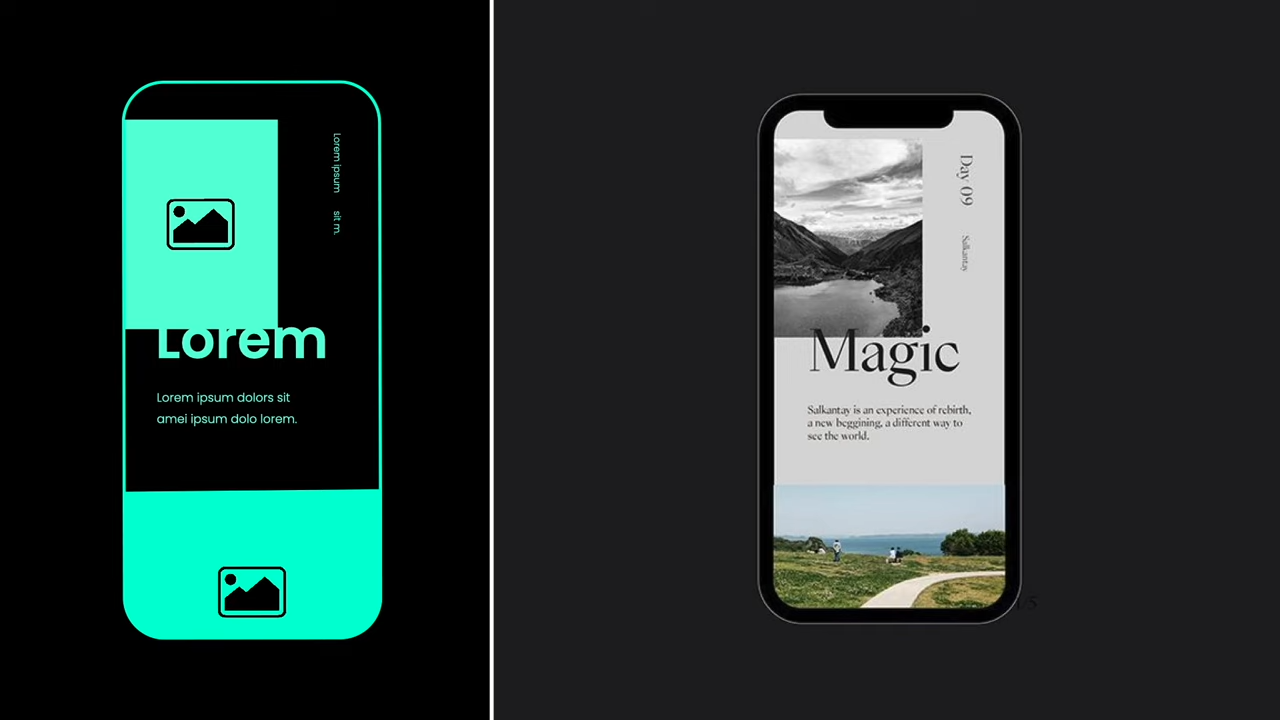 Lorem ipsum sit m.
Lorem
Lorem ipsum dolors sit
amei ipsum dolo lorem.
Day 09 Salkantay
Magic
Salkantay is an experience of rebirth,
a new beggining, a different way to
see the world.